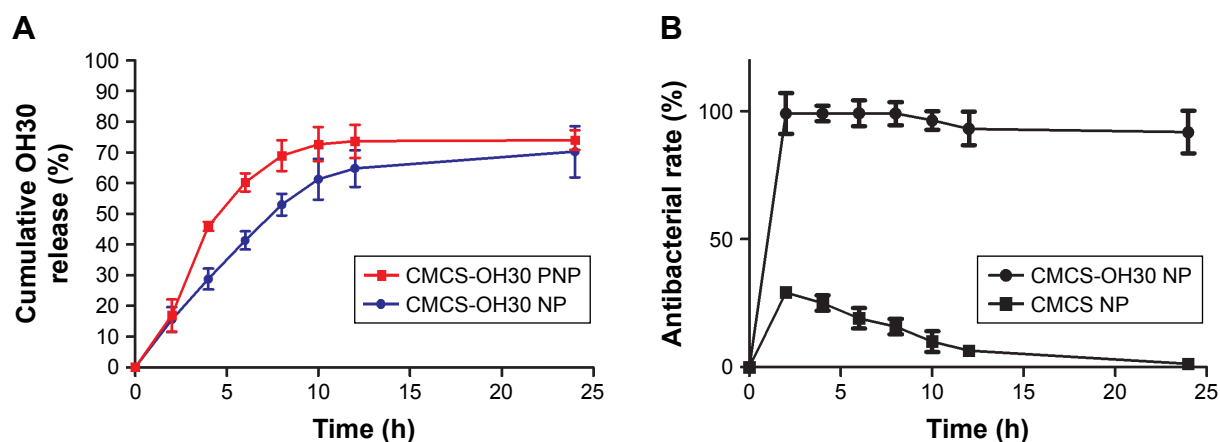 A
Cumulative OH30
release (%)
100
90
80
70
60
50
40
30
20
10
0
CMCS-OH30 PNP
CMCS-OH30 NP
0 5 10 15 20 25
Time (h)
B
Antibacterial rate (%)
100
50
0
CMCS-OH30 NP
CMCS NP
0 5 10 15 20 25
Time (h)